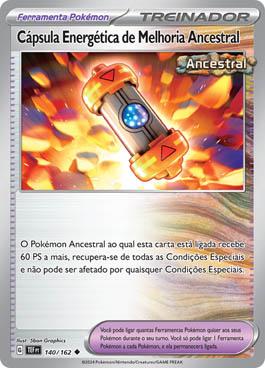 Ferramenta Pokémon
TREINADOR
Cápsula Energética de Melhoria Ancestral
Ancestral
O Pokémon Ancestral ao qual esta carta está ligada recebe
60 PS a mais, recupera-se de todas as Condições Especiais
e não pode ser afetado por quaisquer Condições Especiais.
Illus. 5ban Graphics
TEF PT 140/162
Você pode ligar quantas Ferramentas Pokémon quiser aos seus
Pokémon durante o seu turno. Você só pode ligar 1 Ferramenta
Pokémon a cada Pokémon, e ela permanecerá ligada.
©2024 Pokémon/Nintendo/Creatures/GAME FREAK